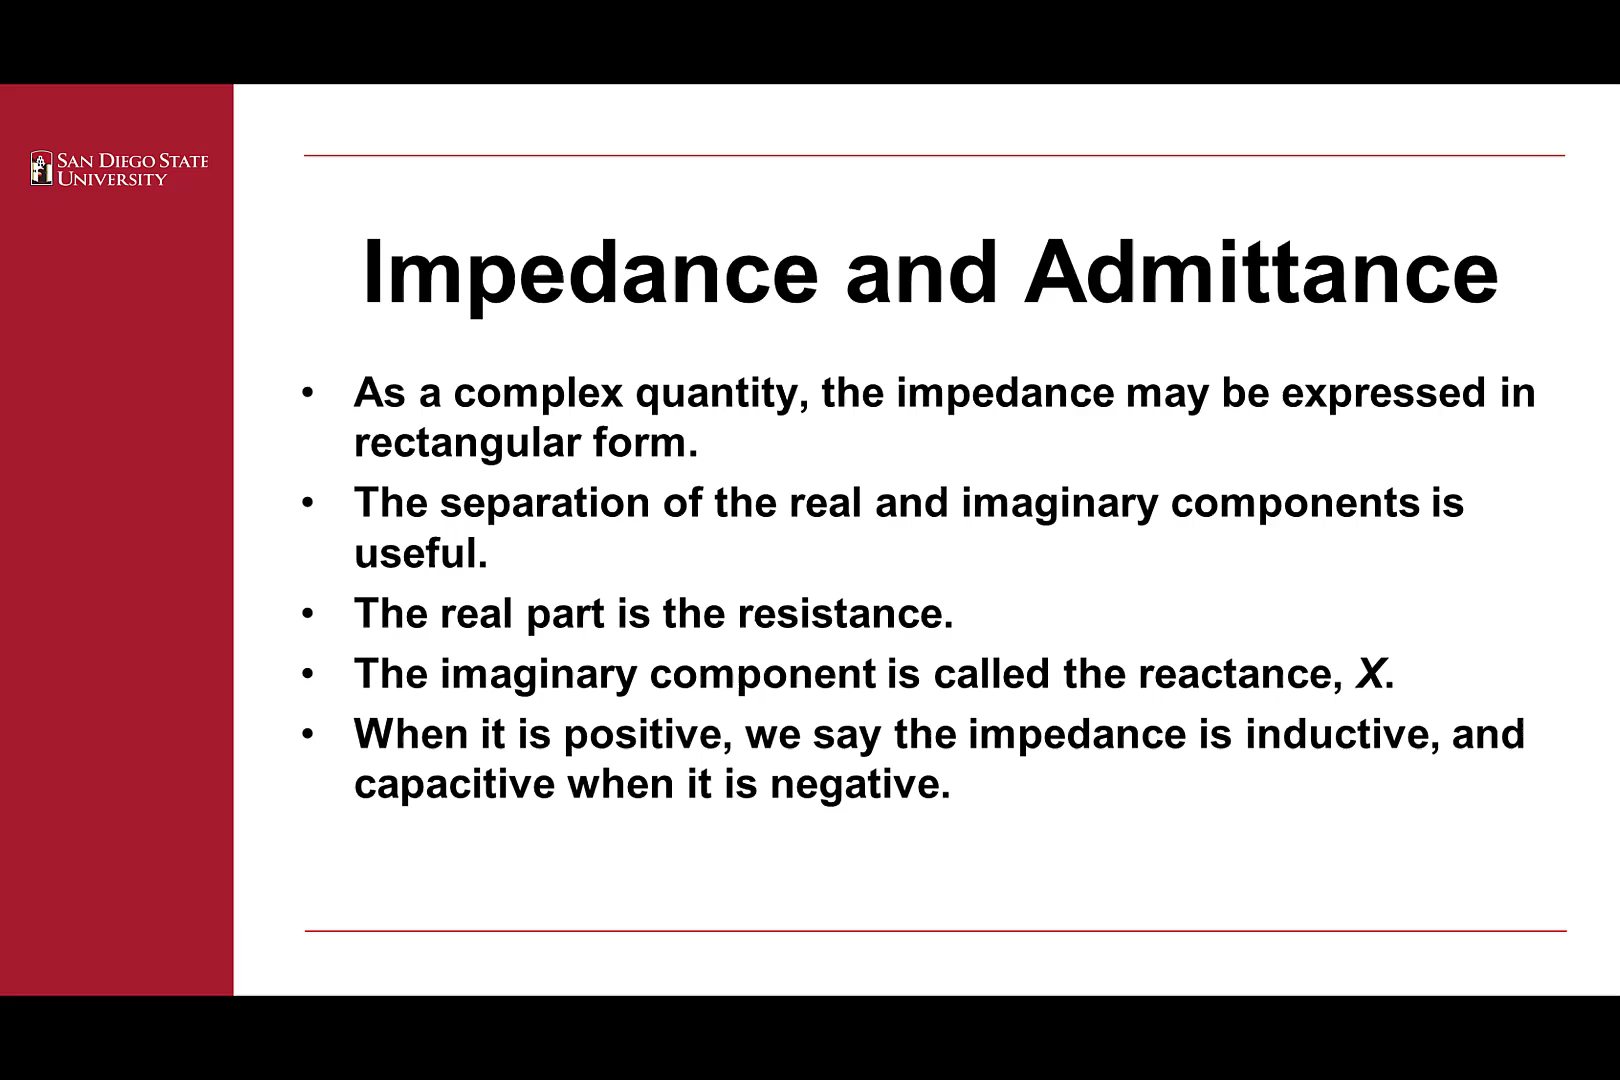 SAN DIEGO STATE
UNIVERSITY
Impedance and Admittance
• As a complex quantity, the impedance may be expressed in
rectangular form.
• The separation of the real and imaginary components is
useful.
• The real part is the resistance.
• The imaginary component is called the reactance, X.
• When it is positive, we say the impedance is inductive, and
capacitive when it is negative.